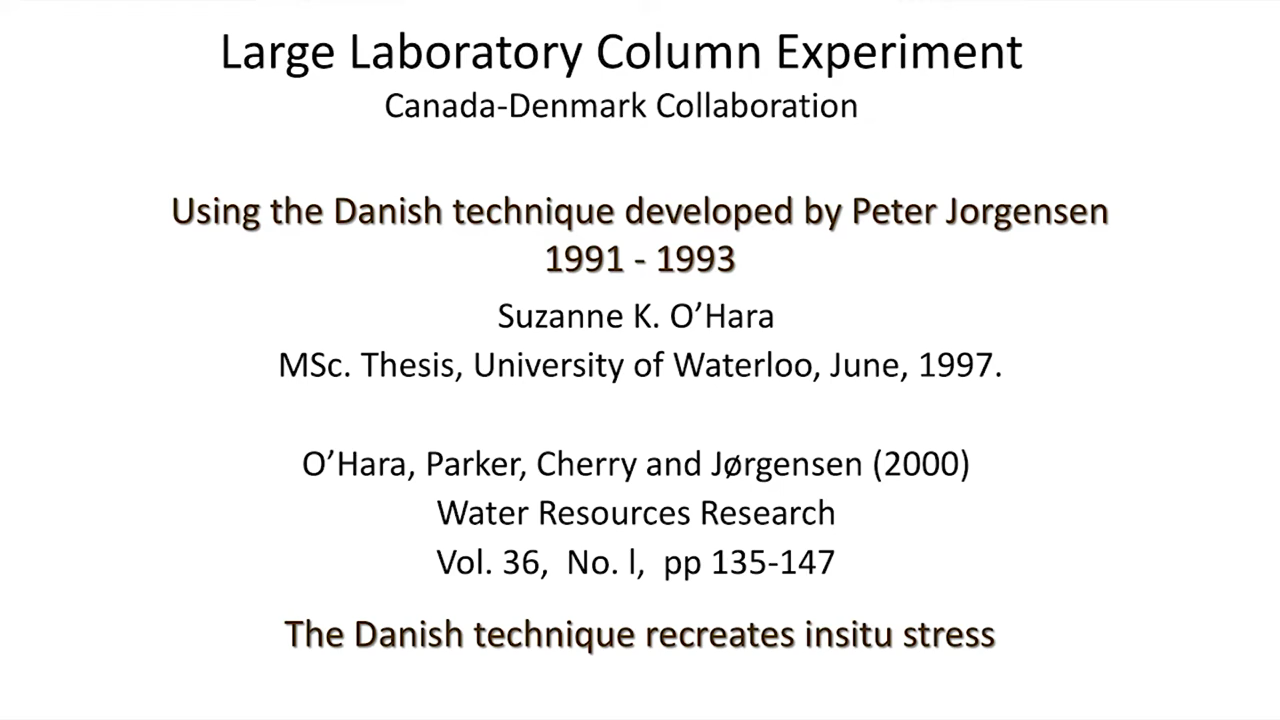 Large Laboratory Column Experiment
Canada-Denmark Collaboration
Using the Danish technique developed by Peter Jorgensen
1991 - 1993
Suzanne K. O’Hara
MSc. Thesis, University of Waterloo, June, 1997.
O’Hara, Parker, Cherry and Jørgensen (2000)
Water Resources Research
Vol. 36, No. l, pp 135-147
The Danish technique recreates insitu stress